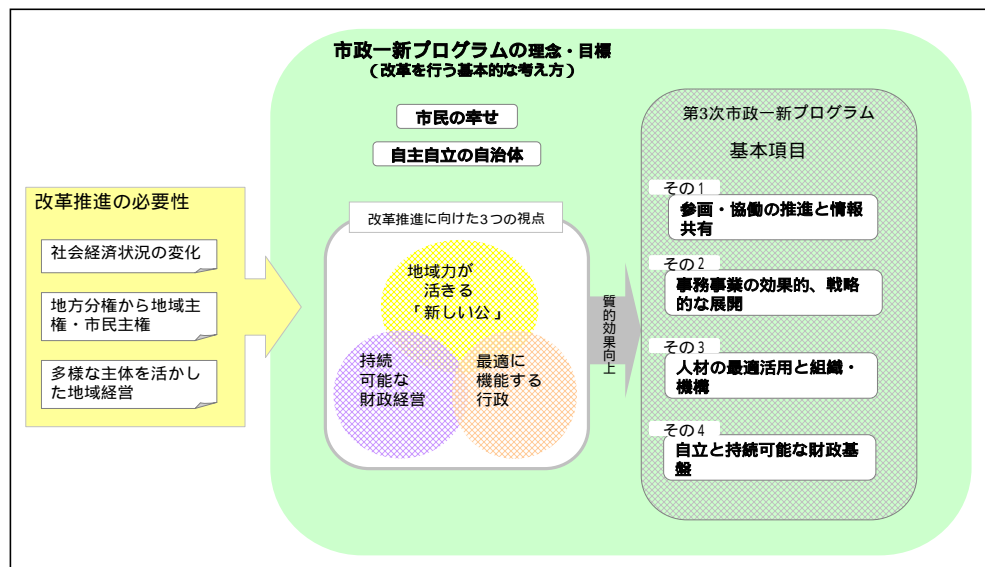 市政一新プログラムの理念・目標
（改革を行う基本的な考え方）
市民の幸せ
自主自立の自治体
改革推進の必要性
社会経済状況の変化
地方分権から地域主
権・市民主権
多様な主体を活かし
た地域経営
改革推進に向けた3つの視点
地域力が
活きる
「新しい公」
持続
可能な
財政経営
最適に
機能する
行政
質的効果向上
第3次市政一新プログラム
基本項目
その1
参画・協働の推進と情報
共有
その2
事務事業の効果的、戦略
的な展開
その3
人材の最適活用と組織・
機構
その4
自立と持続可能な財政基
盤